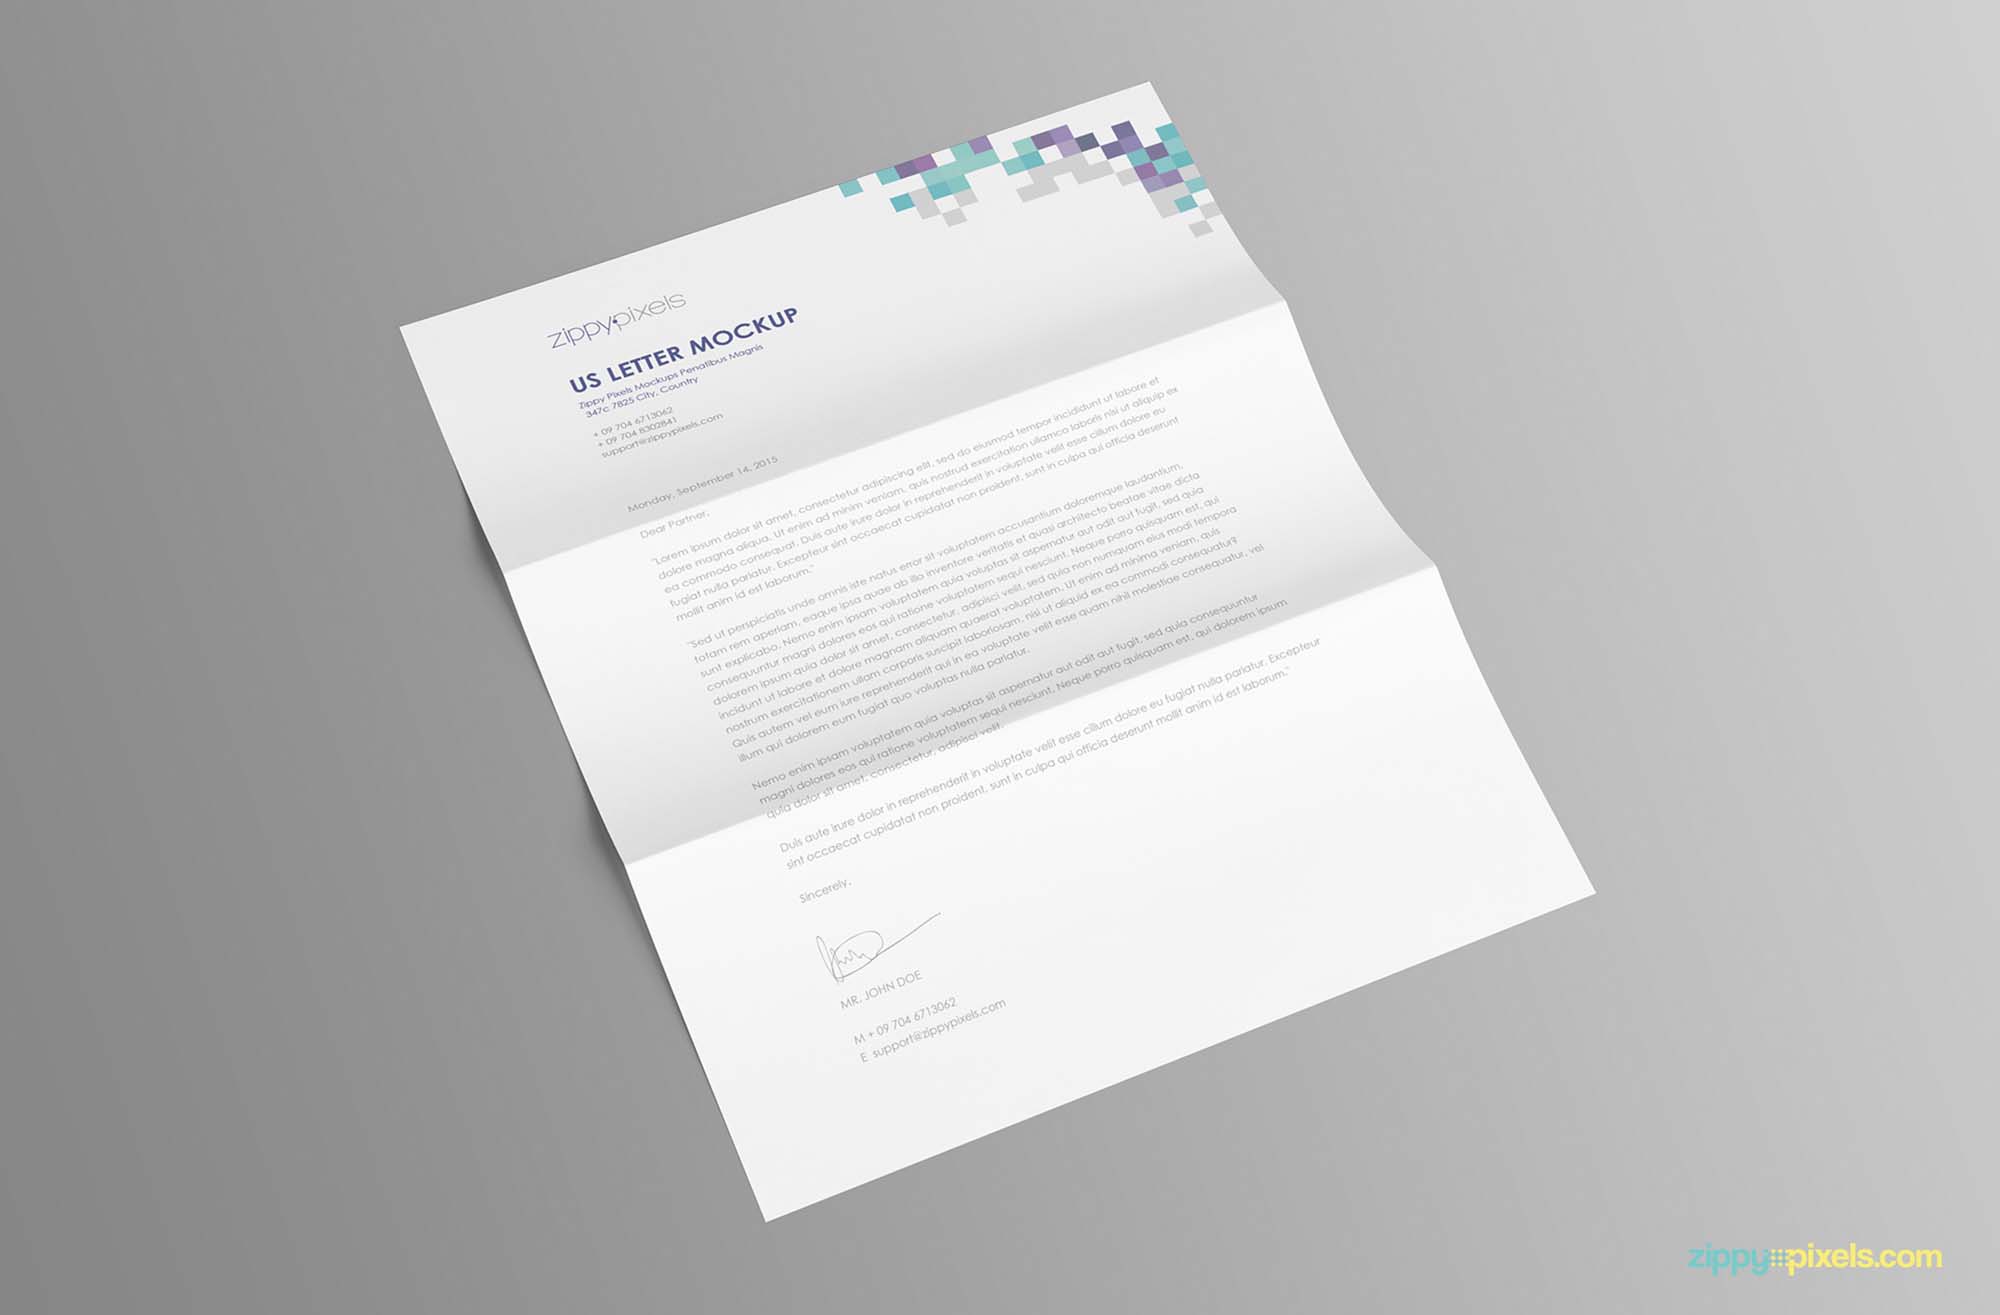 zippypixels
US LETTER MOCKUP
Zippy Pixels Mockups Penatibus Magnis
347c 7825 City, Country
+ 09 704 6713062
+ 09 704 8302841
support@zippypixels.com
Monday, September 14, 2015
Dear Partner,
"Lorem ipsum dolor sit amet, consectetur adipiscing elit, sed do eiusmod tempor incididunt ut labore et
dolore magna aliqua. Ut enim ad minim veniam, quis nostrud exercitation ullamco laboris nisi ut aliquip ex
ea commodo consequat. Duis aute irure dolor in reprehenderit in voluptate velit esse cillum dolore eu
fugiat nulla pariatur. Excepteur sint occaecat cupidatat non proident, sunt in culpa qui officia deserunt
mollit anim id est laborum."
"Sed ut perspiciatis unde omnis iste natus error sit voluptatem accusantium doloremque laudantium,
totam rem aperiam, eaque ipsa quae ab illo inventore veritatis et quasi architecto beatae vitae dicta
sunt explicabo. Nemo enim ipsam voluptatem quia voluptas sit aspernatur aut odit aut fugit, sed quia
consequuntur magni dolores eos qui ratione voluptatem sequi nesciunt. Neque porro quisquam est, qui
dolorem ipsum quia dolor sit amet, consectetur, adipisci velit, sed quia non numquam eius modi tempora
incidunt ut labore et dolore magnam aliquam quaerat voluptatem. Ut enim ad minima veniam, quis
nostrum exercitationem ullam corporis suscipit laboriosam, nisi ut aliquid ex ea commodi consequatur?
Quis autem vel eum iure reprehenderit qui in ea voluptate velit esse quam nihil molestiae consequatur, vel
illum qui dolorem eum fugiat quo voluptas nulla pariatur.
Nemo enim ipsam voluptatem quia voluptas sit aspernatur aut odit aut fugit, sed quia consequuntur
magni dolores eos qui ratione voluptatem sequi nesciunt. Neque porro quisquam est, qui dolorem ipsum
quia dolor sit amet, consectetur, adipisci velit.
Duis aute irure dolor in reprehenderit in voluptate velit esse cillum dolore eu fugiat nulla pariatur. Excepteur
sint occaecat cupidatat non proident, sunt in culpa qui officia deserunt mollit anim id est laborum."
Sincerely,
MR. JOHN DOE
M + 09 704 6713062
E support@zippypixels.com
zippypixels.com